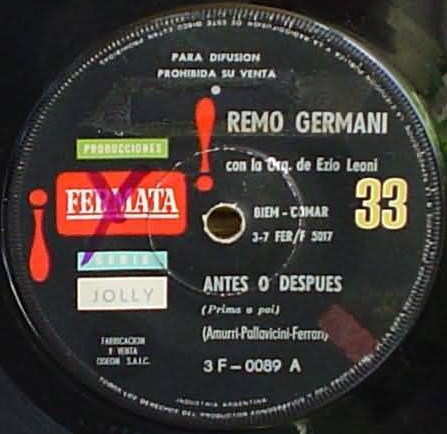 PARA DIFUSION
PROHIBIDA SU VENTA
REMO GERMANI
con la Orq. de Ezio Leoni
PRODUCCIONES
FERMATA
BIEM - COMAR
33
3-7 FER/F 5017
SERIE
JOLLY
ANTES O DESPUES
(Prima o poi)
(Amurri-Pallavicini-Ferrari)
FABRICACION
Y VENTA
ODEON S.A.I.C.
3F-0089 A
INDUSTRIA ARGENTINA